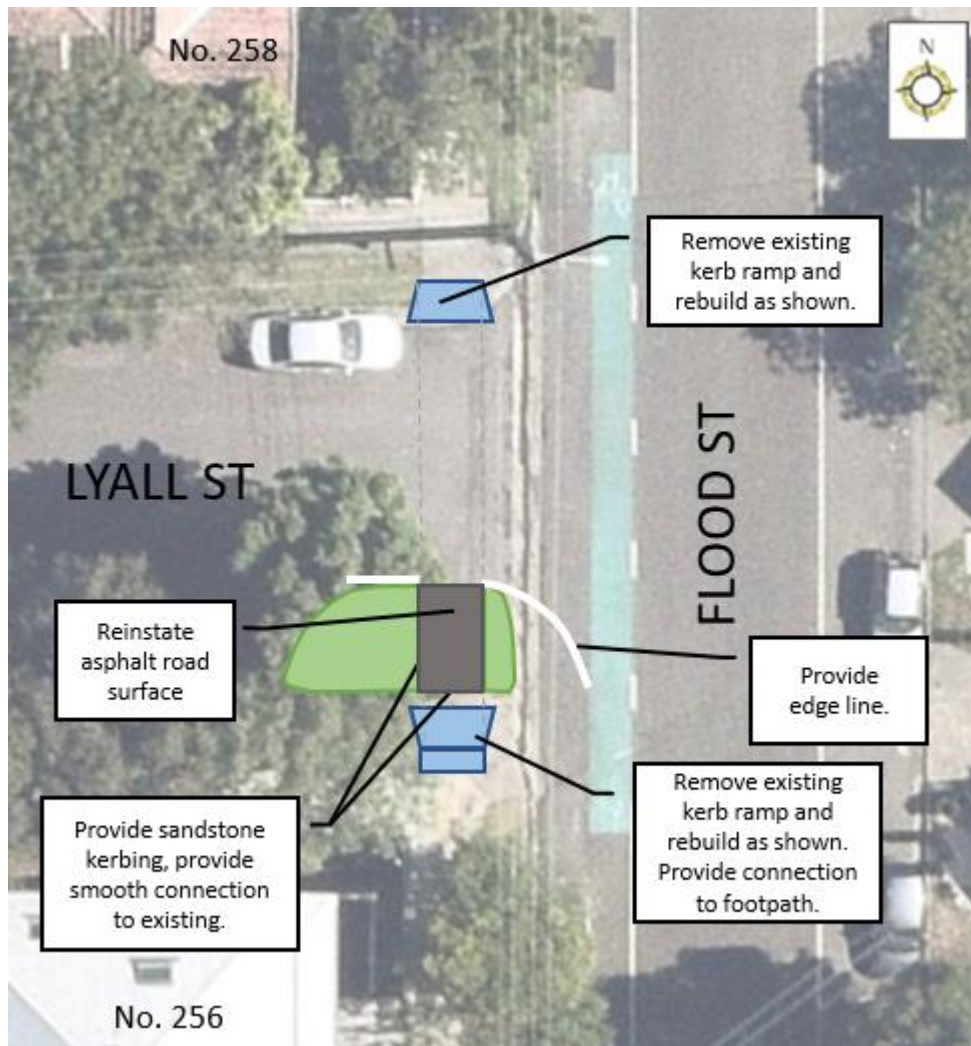 No. 258
N
Remove existing
kerb ramp and
rebuild as shown.
LYALL ST
FLOOD ST
Reinstate
asphalt road
surface
Provide
edge line.
Provide sandstone
kerbing, provide
smooth connection
to existing.
Remove existing
kerb ramp and
rebuild as shown.
Provide connection
to footpath.
No. 256